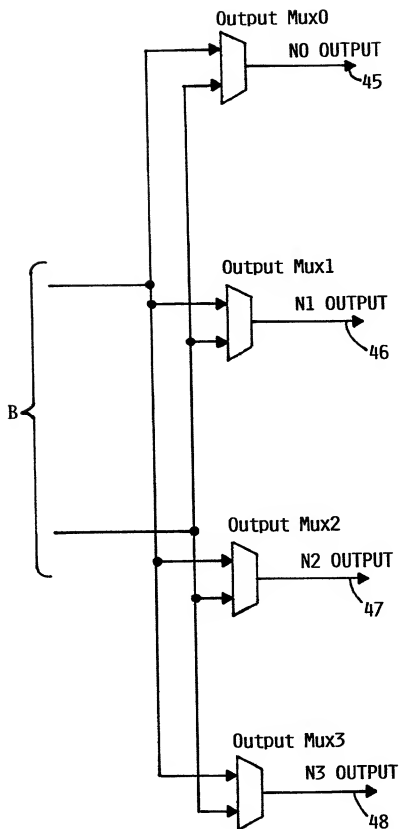 Output Mux0
N0 OUTPUT
45
Output Mux1
N1 OUTPUT
46
B
Output Mux2
N2 OUTPUT
47
Output Mux3
N3 OUTPUT
48